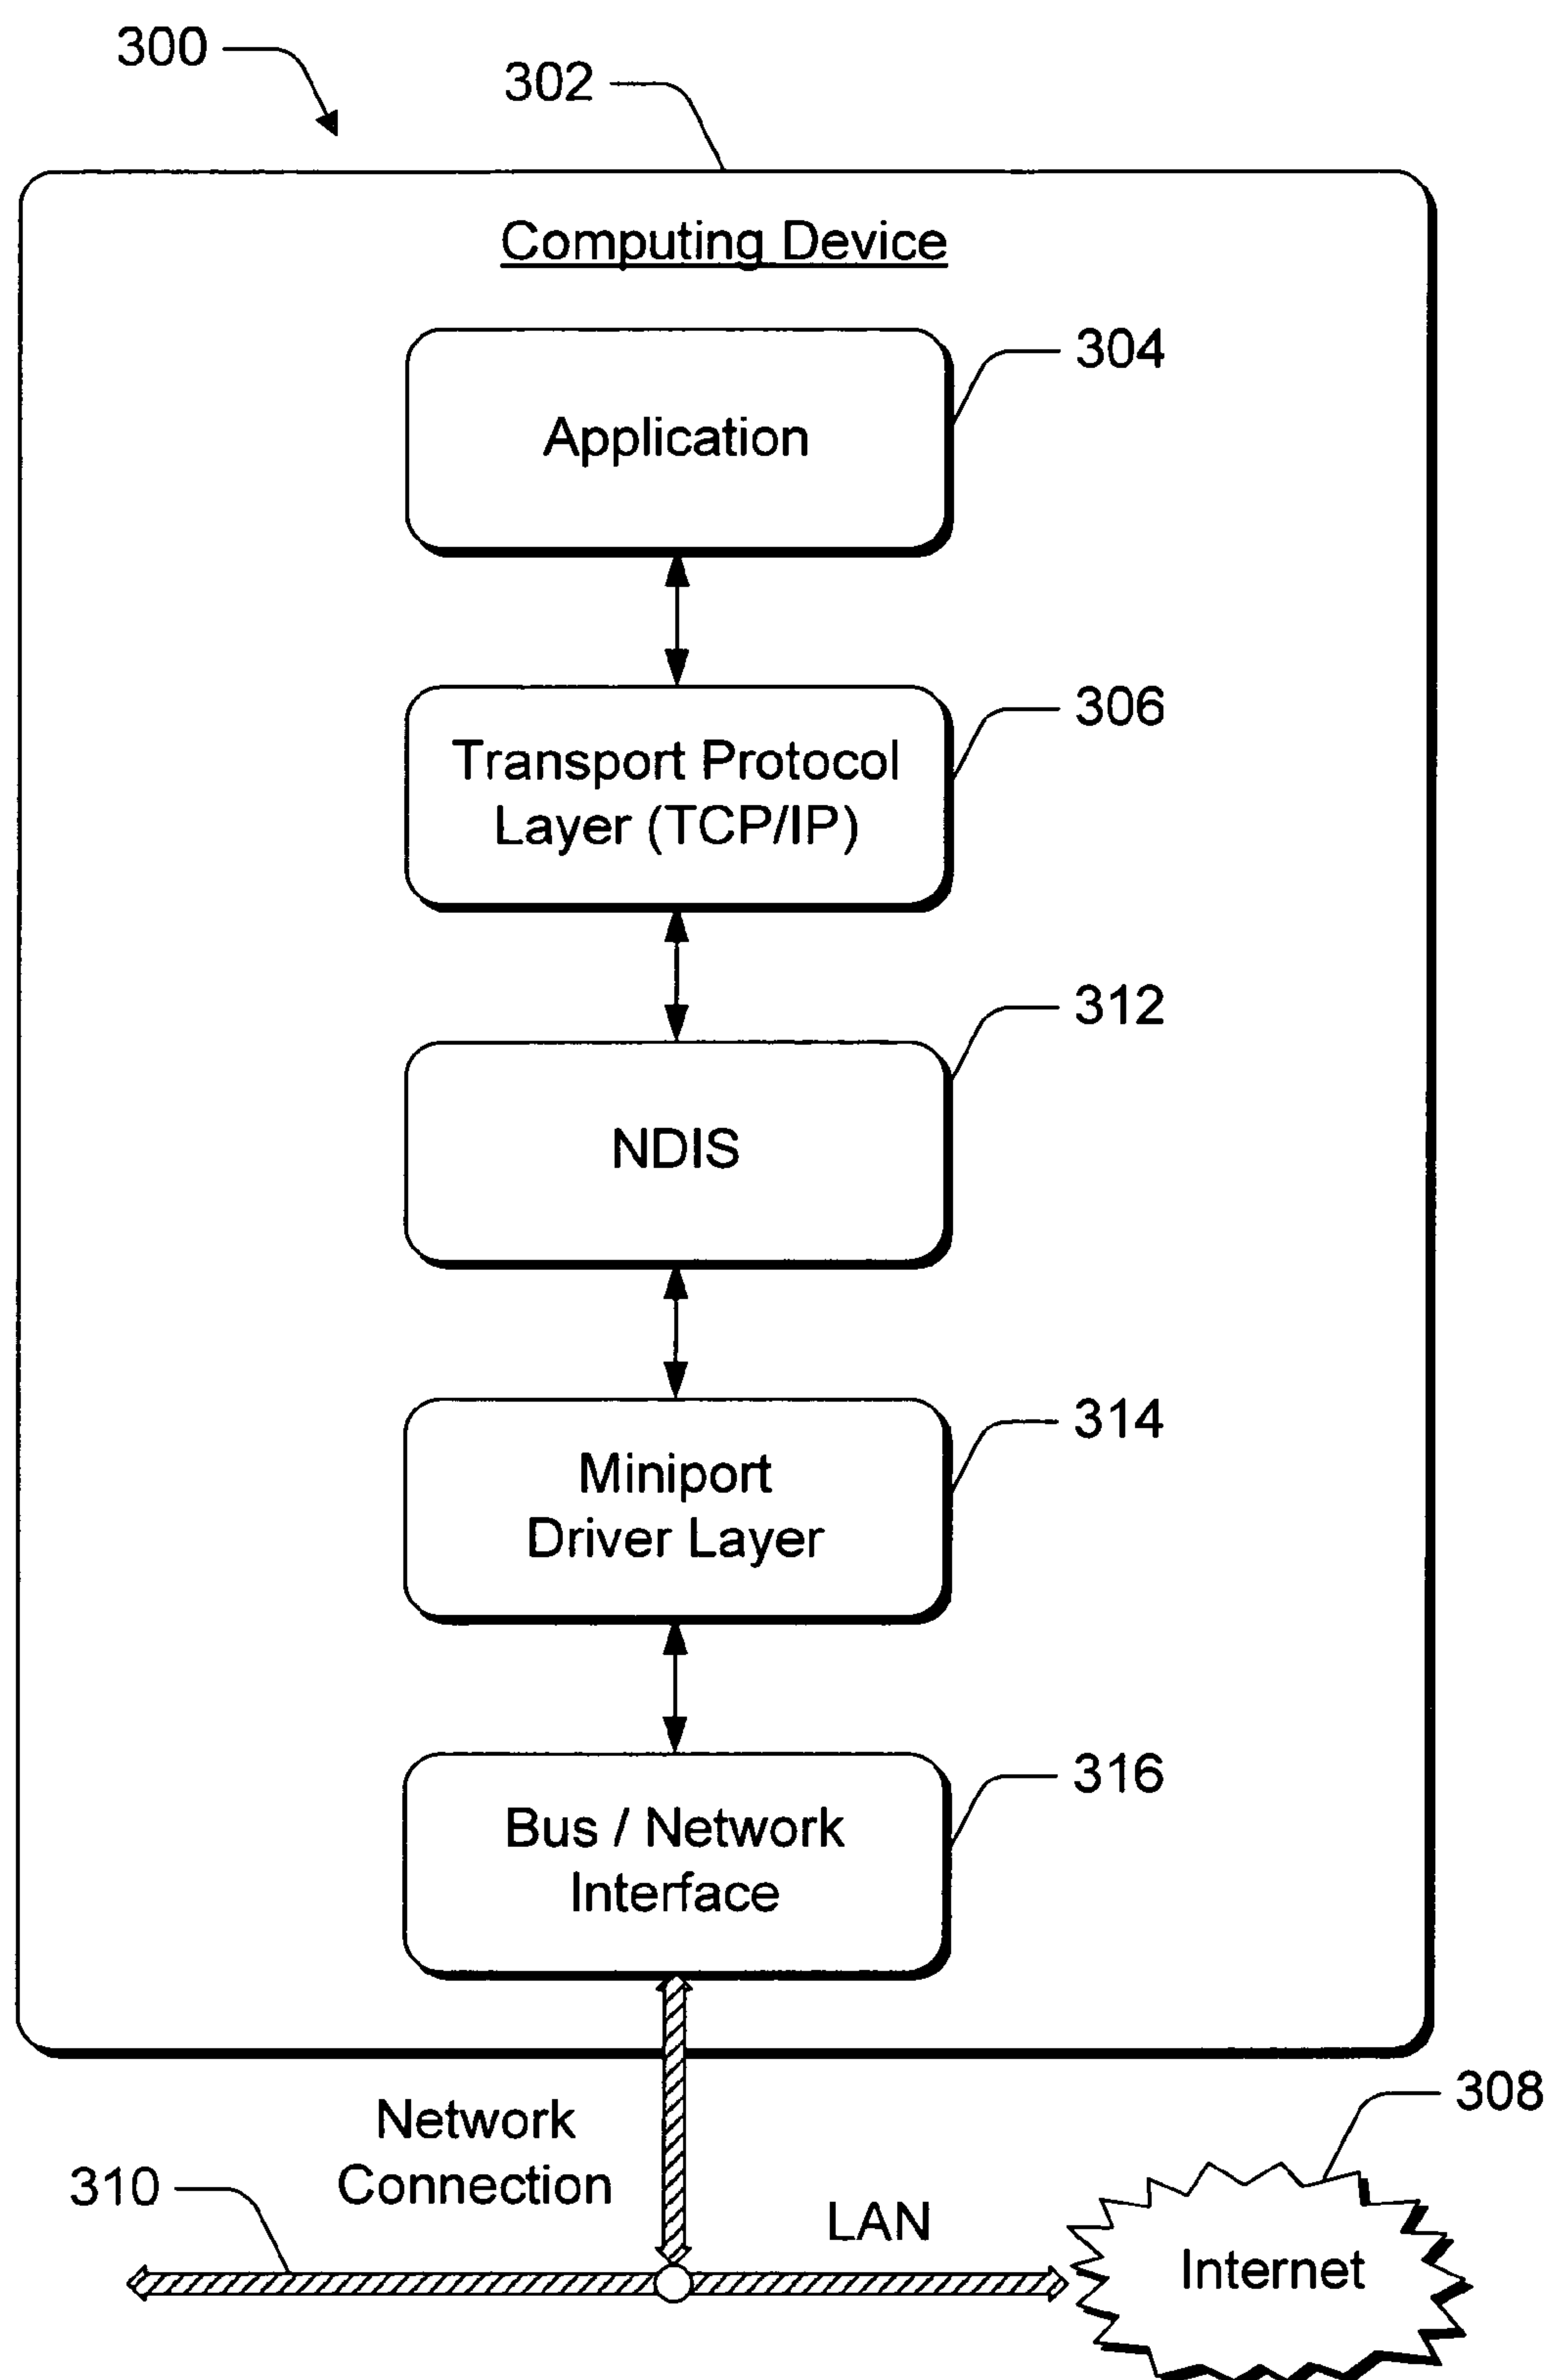 300
302
Computing Device
304
Application
306
Transport Protocol
Layer (TCP/IP)
312
NDIS
314
Miniport
Driver Layer
316
Bus / Network
Interface
308
Network
Connection
310
LAN
Internet